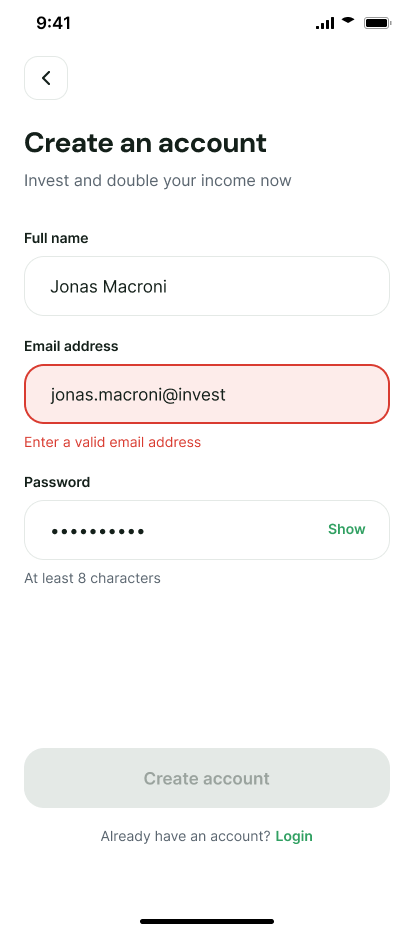 9:41
Create an account
Invest and double your income now
Full name
Jonas Macroni
Email address
jonas.macroni@invest
Enter a valid email address
Password
••••••••••
Show
At least 8 characters
Create account
Already have an account? Login